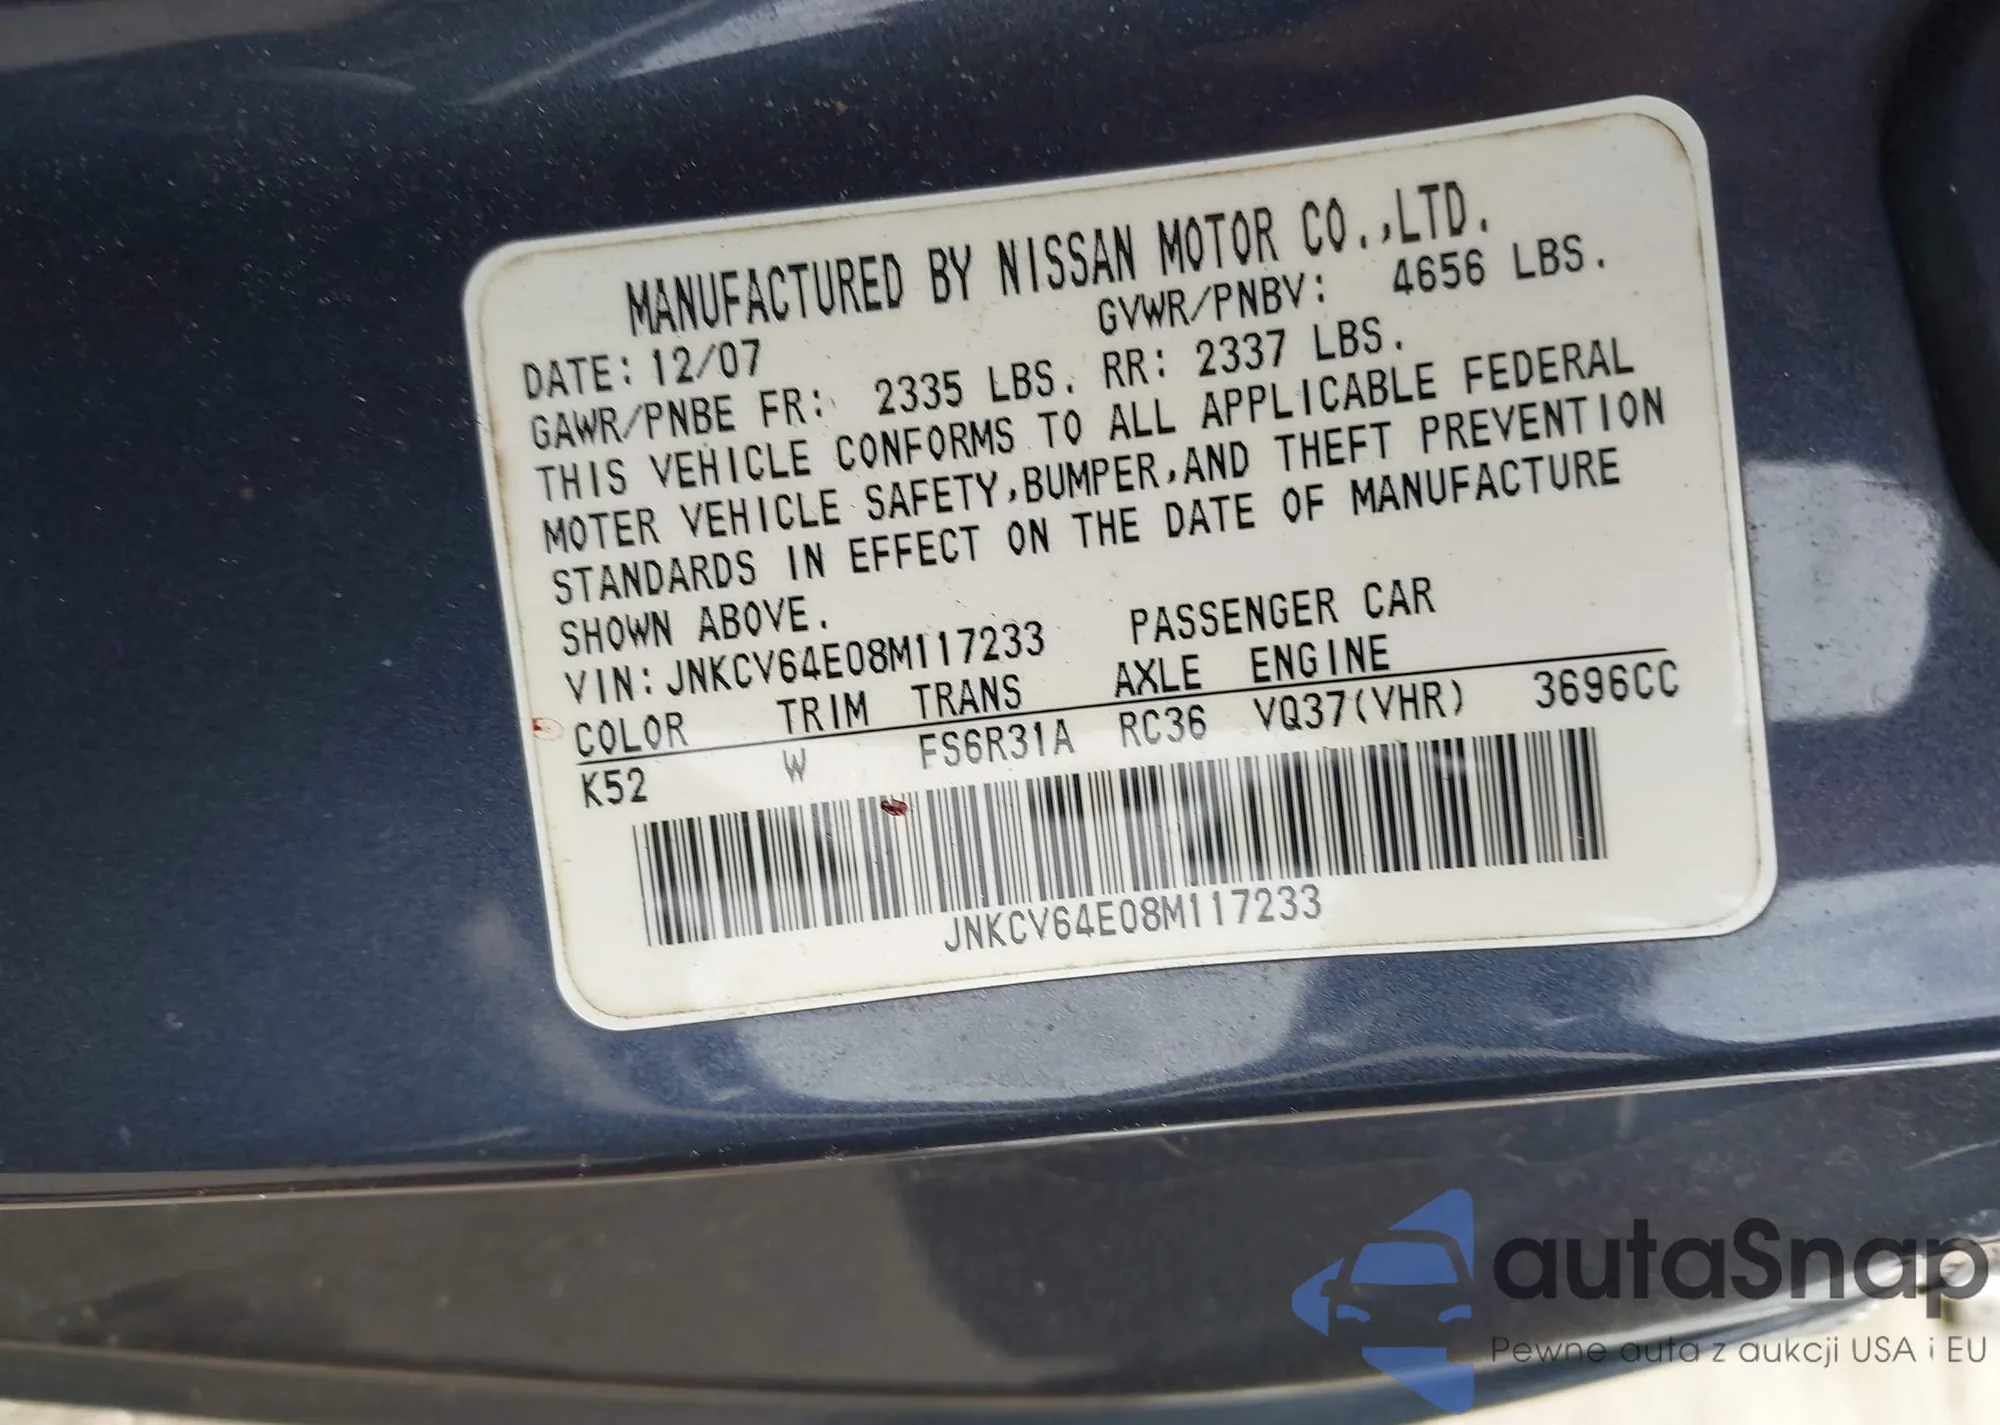 MANUFACTURED BY NISSAN MOTOR CO.,LTD.
DATE: 12/07 GVWR/PNBV: 4656 LBS.
GAWR/PNBE FR: 2335 LBS. RR: 2337 LBS.
THIS VEHICLE CONFORMS TO ALL APPLICABLE FEDERAL
MOTER VEHICLE SAFETY,BUMPER,AND THEFT PREVENTION
STANDARDS IN EFFECT ON THE DATE OF MANUFACTURE
SHOWN ABOVE.
VIN: JNKCV64E08M117233 PASSENGER CAR
COLOR TRIM TRANS AXLE ENGINE
K52 W FS6R31A RC36 VQ37(VHR) 3696CC
JNKCV64E08M117233
autaSnap
Pewne auta z aukcji USA i EU